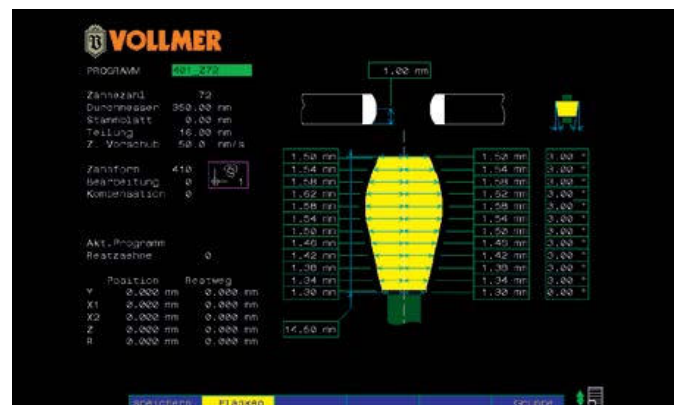 VOLLMER
PROGRAMM 401-Z72
1.00 mm
Zähnezahl 72
Durchmesser 350.00 mm
Stammblatt 0.00 mm
Teilung 16.00 mm
Z. Vorschub 50.0 mm/s
Zahnform 410
Bearbeitung 0
Kompensation 0
1
Akt.Programm
Restzaehne 0
Position Restweg
Y 0.000 mm 0.000 mm
X1 0.000 mm 0.000 mm
X2 0.000 mm 0.000 mm
Z 0.000 mm 0.000 mm
R 0.000 mm 0.000 mm
1.50 mm 1.50 mm 3.00 °
1.54 mm 1.54 mm 3.00 °
1.58 mm 1.58 mm 3.00 °
1.62 mm 1.62 mm 3.00 °
1.58 mm 1.58 mm 3.00 °
1.54 mm 1.54 mm 3.00 °
1.50 mm 1.50 mm 3.00 °
1.46 mm 1.46 mm 3.00 °
1.42 mm 1.42 mm 3.00 °
1.38 mm 1.38 mm 3.00 °
1.34 mm 1.34 mm 3.00 °
1.30 mm 1.30 mm 0.00 °
14.50 mm
Speichern Flanken Gruppe